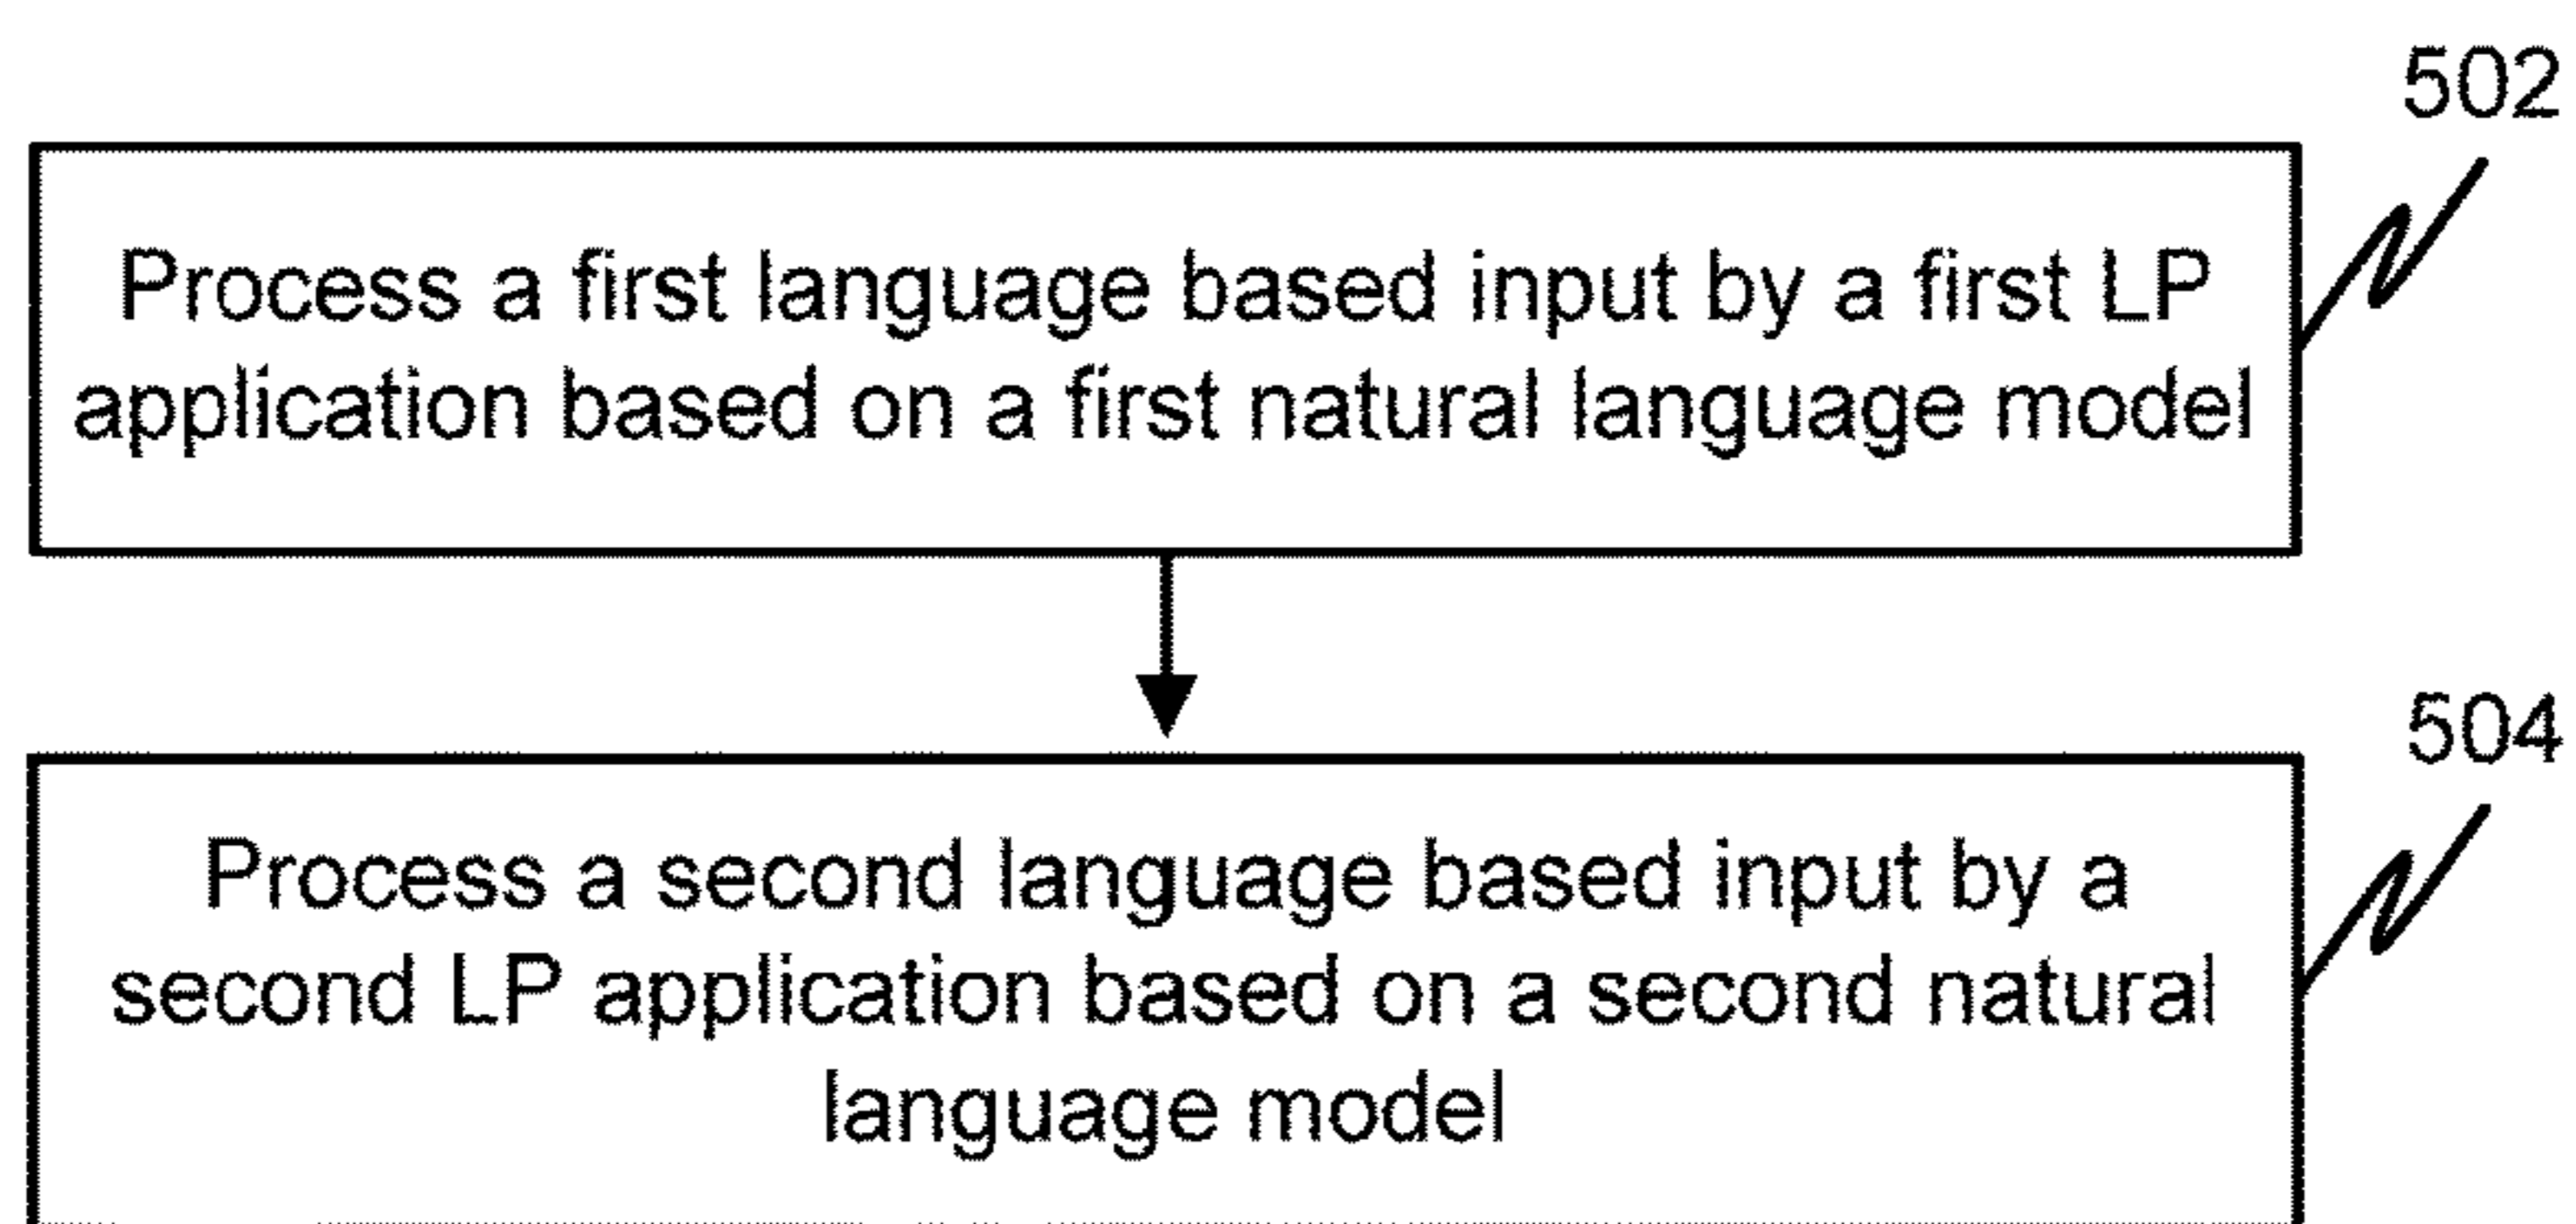 502
Process a first language based input by a first LP
application based on a first natural language model
504
Process a second language based input by a
second LP application based on a second natural
language model